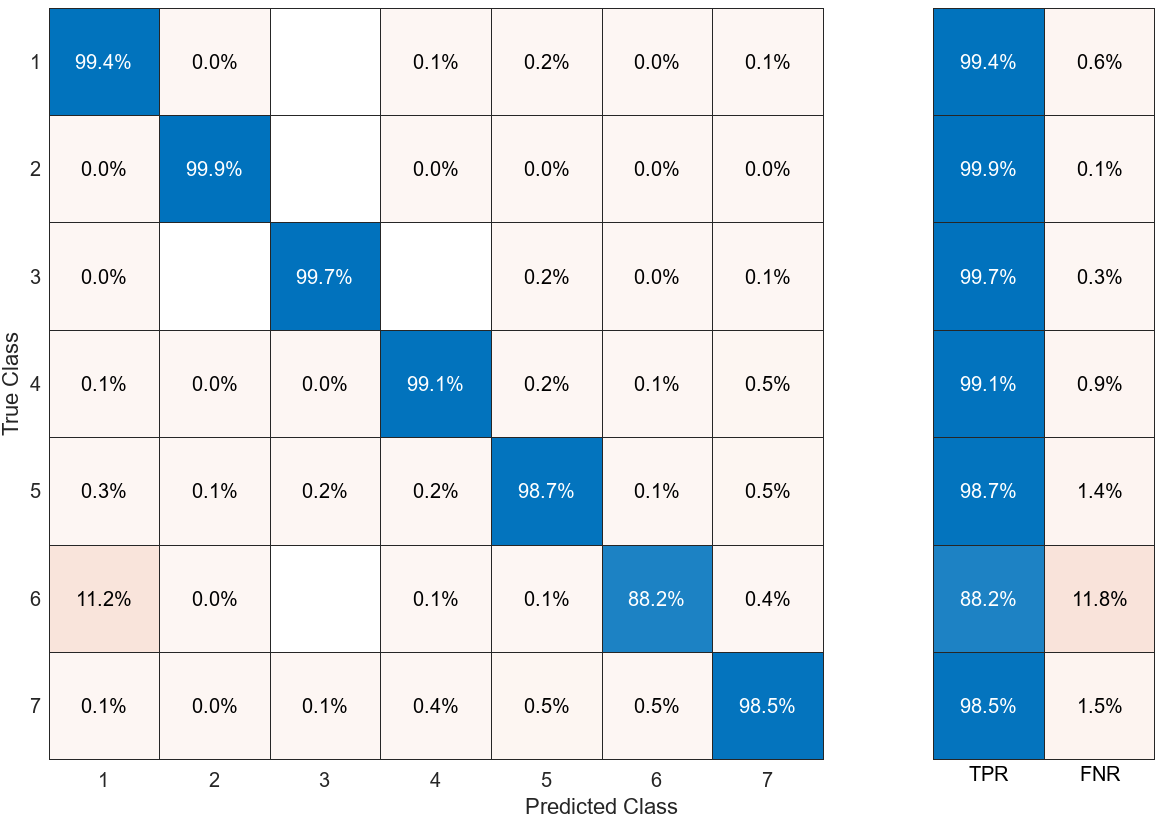 1 99.4% 0.0% 0.1% 0.2% 0.0% 0.1% 99.4% 0.6%
2 0.0% 99.9% 0.0% 0.0% 0.0% 0.0% 99.9% 0.1%
3 0.0% 99.7% 0.2% 0.0% 0.1% 99.7% 0.3%
True Class
4 0.1% 0.0% 0.0% 99.1% 0.2% 0.1% 0.5% 99.1% 0.9%
5 0.3% 0.1% 0.2% 0.2% 98.7% 0.1% 0.5% 98.7% 1.4%
6 11.2% 0.0% 0.1% 0.1% 88.2% 0.4% 88.2% 11.8%
7 0.1% 0.0% 0.1% 0.4% 0.5% 0.5% 98.5% 98.5% 1.5%
1 2 3 4 5 6 7 TPR FNR
Predicted Class